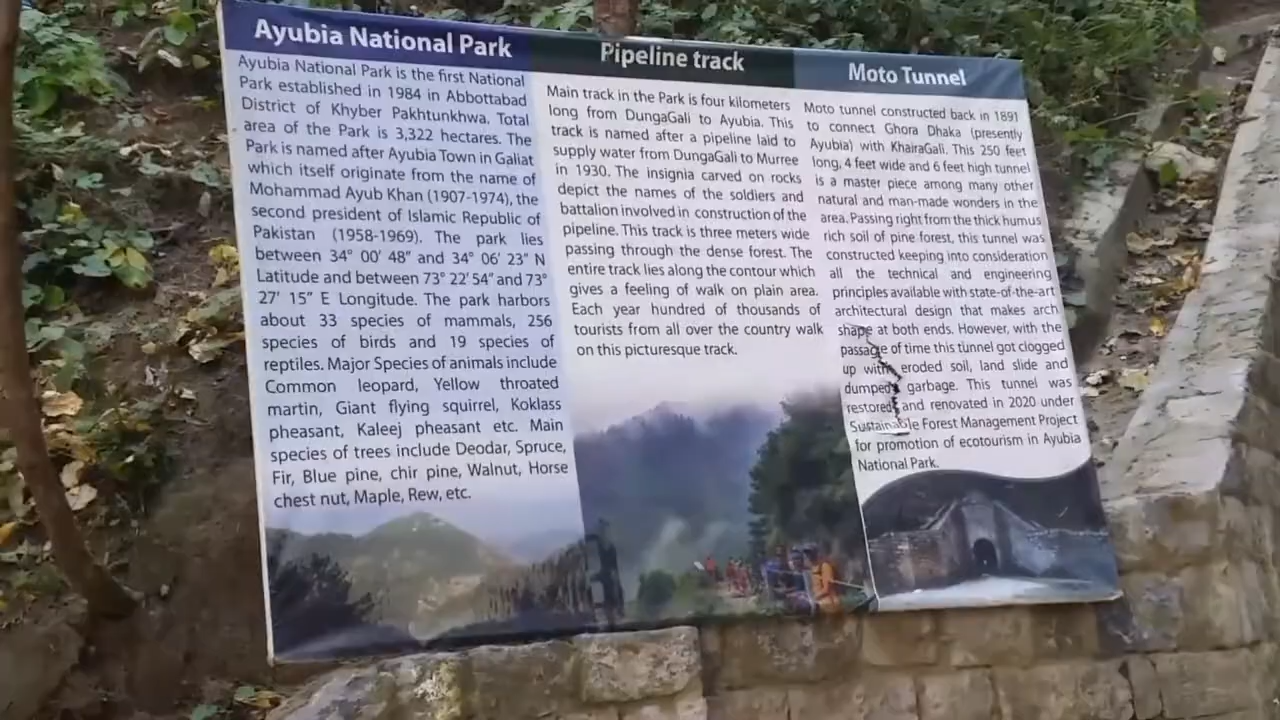 Ayubia National Park
Ayubia National Park is the first National
Park established in 1984 in Abbottabad
District of Khyber Pakhtunkhwa. Total
area of the Park is 3,322 hectares. The
Park is named after Ayubia Town in Galiat
which itself originate from the name of
Mohammad Ayub Khan (1907-1974), the
second president of Islamic Republic of
Pakistan (1958-1969). The park lies
between 34° 00' 48" and 34° 06' 23" N
Latitude and between 73° 22' 54" and 73°
27' 15" E Longitude. The park harbors
about 33 species of mammals, 256
species of birds and 19 species of
reptiles. Major Species of animals include
Common leopard, Yellow throated
martin, Giant flying squirrel, Koklass
pheasant, Kaleej pheasant etc. Main
species of trees include Deodar, Spruce,
Fir, Blue pine, chir pine, Walnut, Horse
chest nut, Maple, Rew, etc.
Pipeline track
Main track in the Park is four kilometers
long from DungaGali to Ayubia. This
track is named after a pipeline laid to
supply water from DungaGali to Murree
in 1930. The insignia carved on rocks
depict the names of the soldiers and
battalion involved in construction of the
pipeline. This track is three meters wide
passing through the dense forest. The
entire track lies along the contour which
gives a feeling of walk on plain area.
Each year hundred of thousands of
tourists from all over the country walk
on this picturesque track.
Moto Tunnel
Moto tunnel constructed back in 1891
to connect Ghora Dhaka (presently
Ayubia) with KhairaGali. This 250 feet
long, 4 feet wide and 6 feet high tunnel
is a master piece among many other
natural and man-made wonders in the
area. Passing right from the thick humus
rich soil of pine forest, this tunnel was
constructed keeping into consideration
all the technical and engineering
principles available with state-of-the-art
architectural design that makes arch
shape at both ends. However, with the
passage of time this tunnel got clogged
up with eroded soil, land slide and
dumped garbage. This tunnel was
restored and renovated in 2020 under
Sustainable Forest Management Project
for promotion of ecotourism in Ayubia
National Park.